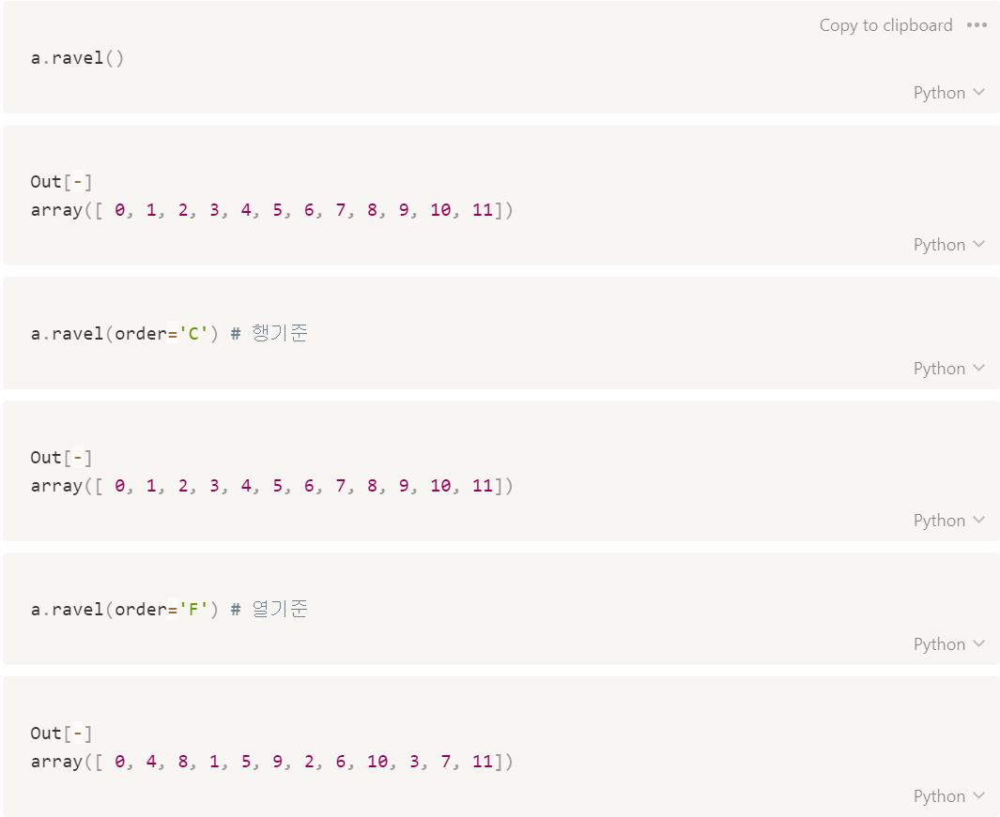 Copy to clipboard •••
a.ravel()
Python
Out[-]
array([ 0, 1, 2, 3, 4, 5, 6, 7, 8, 9, 10, 11])
Python
a.ravel(order='C') # 행기준
Python
Out[-]
array([ 0, 1, 2, 3, 4, 5, 6, 7, 8, 9, 10, 11])
Python
a.ravel(order='F') # 열기준
Python
Out[-]
array([ 0, 4, 8, 1, 5, 9, 2, 6, 10, 3, 7, 11])
Python